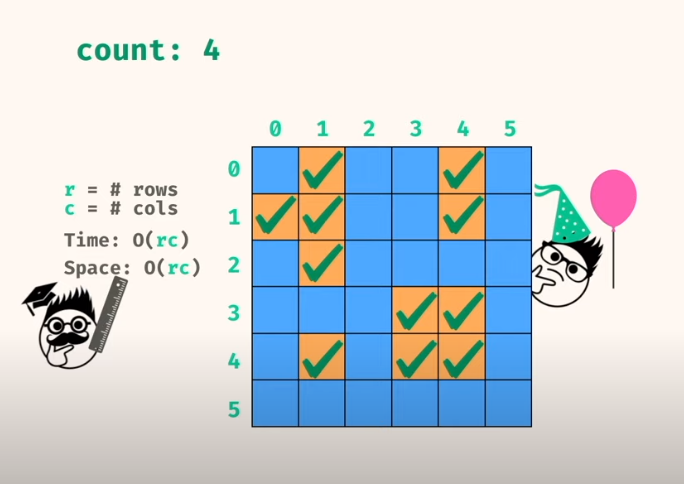 count: 4
0 1 2 3 4 5
0
r = # rows
1
c = # cols
Time: O(rc)
2
Space: O(rc)
3
4
5